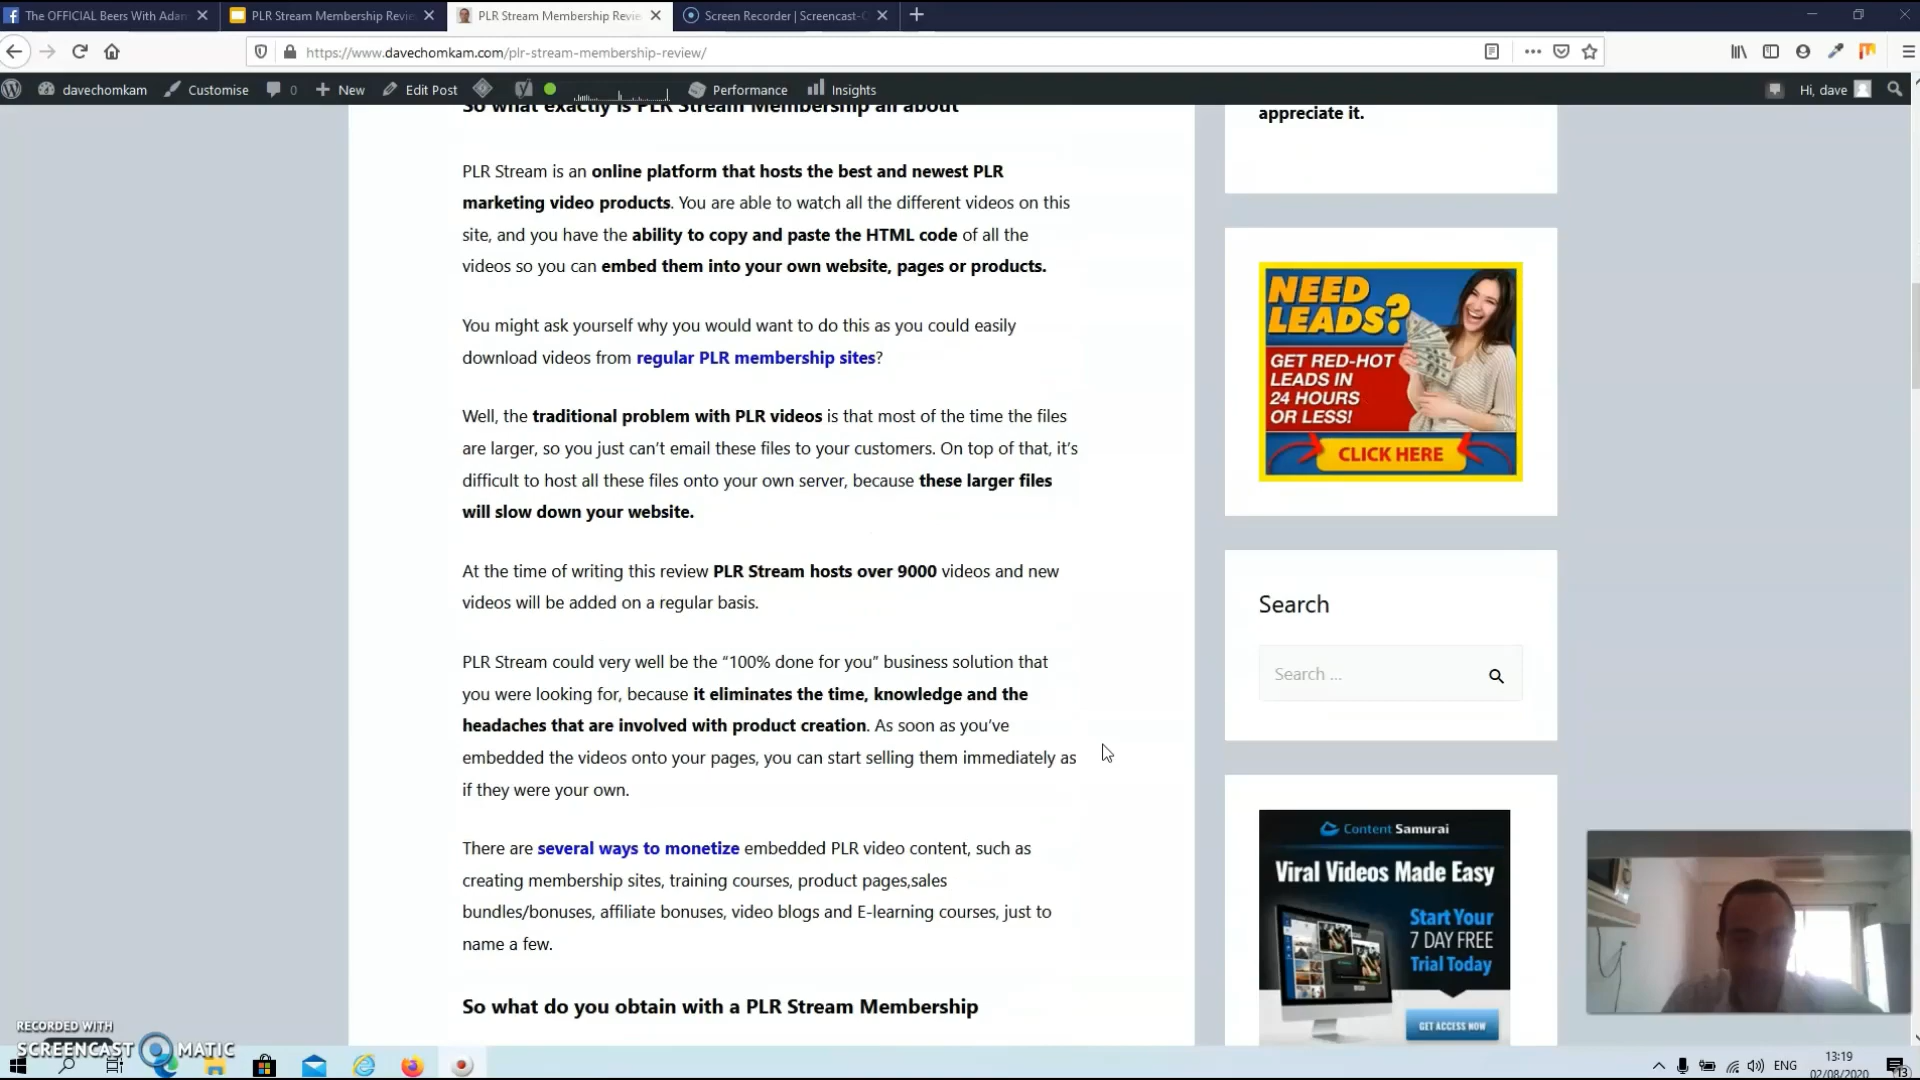 The OFFICIAL Beers With Adam
PLR Stream Membership Revie
PLR Stream Membership Revie
Screen Recorder | Screencast-O
https://www.davechomkam.com/plr-stream-membership-review/
davechomkam
Customise
0
New
Edit Post
Performance
Insights
Hi, dave
So what exactly is PLR Stream Membership all about
PLR Stream is an online platform that hosts the best and newest PLR
marketing video products. You are able to watch all the different videos on this
site, and you have the ability to copy and paste the HTML code of all the
videos so you can embed them into your own website, pages or products.
You might ask yourself why you would want to do this as you could easily
download videos from regular PLR membership sites?
Well, the traditional problem with PLR videos is that most of the time the files
are larger, so you just can’t email these files to your customers. On top of that, it’s
difficult to host all these files onto your own server, because these larger files
will slow down your website.
At the time of writing this review PLR Stream hosts over 9000 videos and new
videos will be added on a regular basis.
PLR Stream could very well be the “100% done for you” business solution that
you were looking for, because it eliminates the time, knowledge and the
headaches that are involved with product creation. As soon as you’ve
embedded the videos onto your pages, you can start selling them immediately as
if they were your own.
There are several ways to monetize embedded PLR video content, such as
creating membership sites, training courses, product pages,sales
bundles/bonuses, affiliate bonuses, video blogs and E-learning courses, just to
name a few.
So what do you obtain with a PLR Stream Membership
appreciate it.
NEED
LEADS?
GET RED-HOT
LEADS IN
24 HOURS
OR LESS!
CLICK HERE
Search
Search ...
Content Samurai
Viral Videos Made Easy
Start Your
7 DAY FREE
Trial Today
GET ACCESS NOW
RECORDED WITH
SCREENCAST MATIC
ENG
13:19
02/08/2020
13